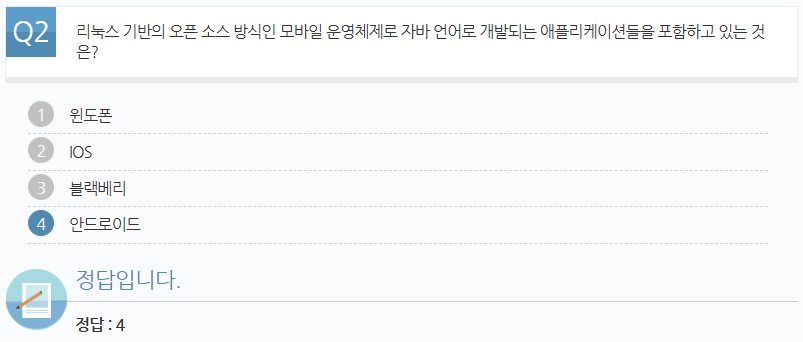 Q2
리눅스 기반의 오픈 소스 방식인 모바일 운영체제로 자바 언어로 개발되는 애플리케이션들을 포함하고 있는 것
은?
1 윈도폰
2 IOS
3 블랙베리
4 안드로이드
정답입니다.
정답 : 4